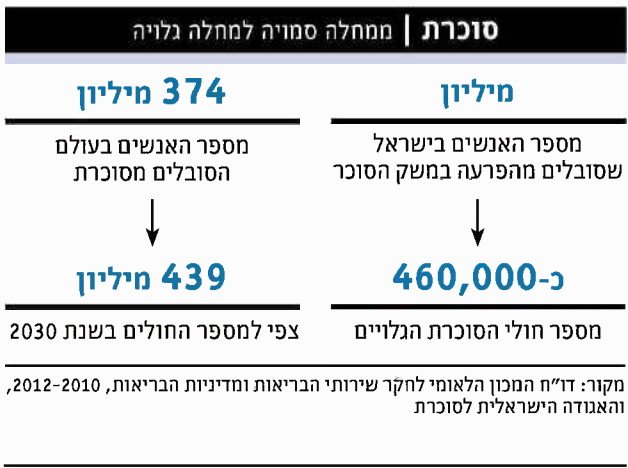 סוכרת | ממחלה סמויה למחלה גלויה
מיליון
מספר האנשים בישראל
שסובלים מהפרעה במשק הסוכר
כ-460,000
מספר חולי הסוכרת הגלויים
374 מיליון
מספר האנשים בעולם
הסובלים מסוכרת
439 מיליון
צפי למספר החולים בשנת 2030
מקור: דו"ח המכון הלאומי לחקר שירותי הבריאות ומדיניות הבריאות, 2012-2010,
והאגודה הישראלית לסוכרת